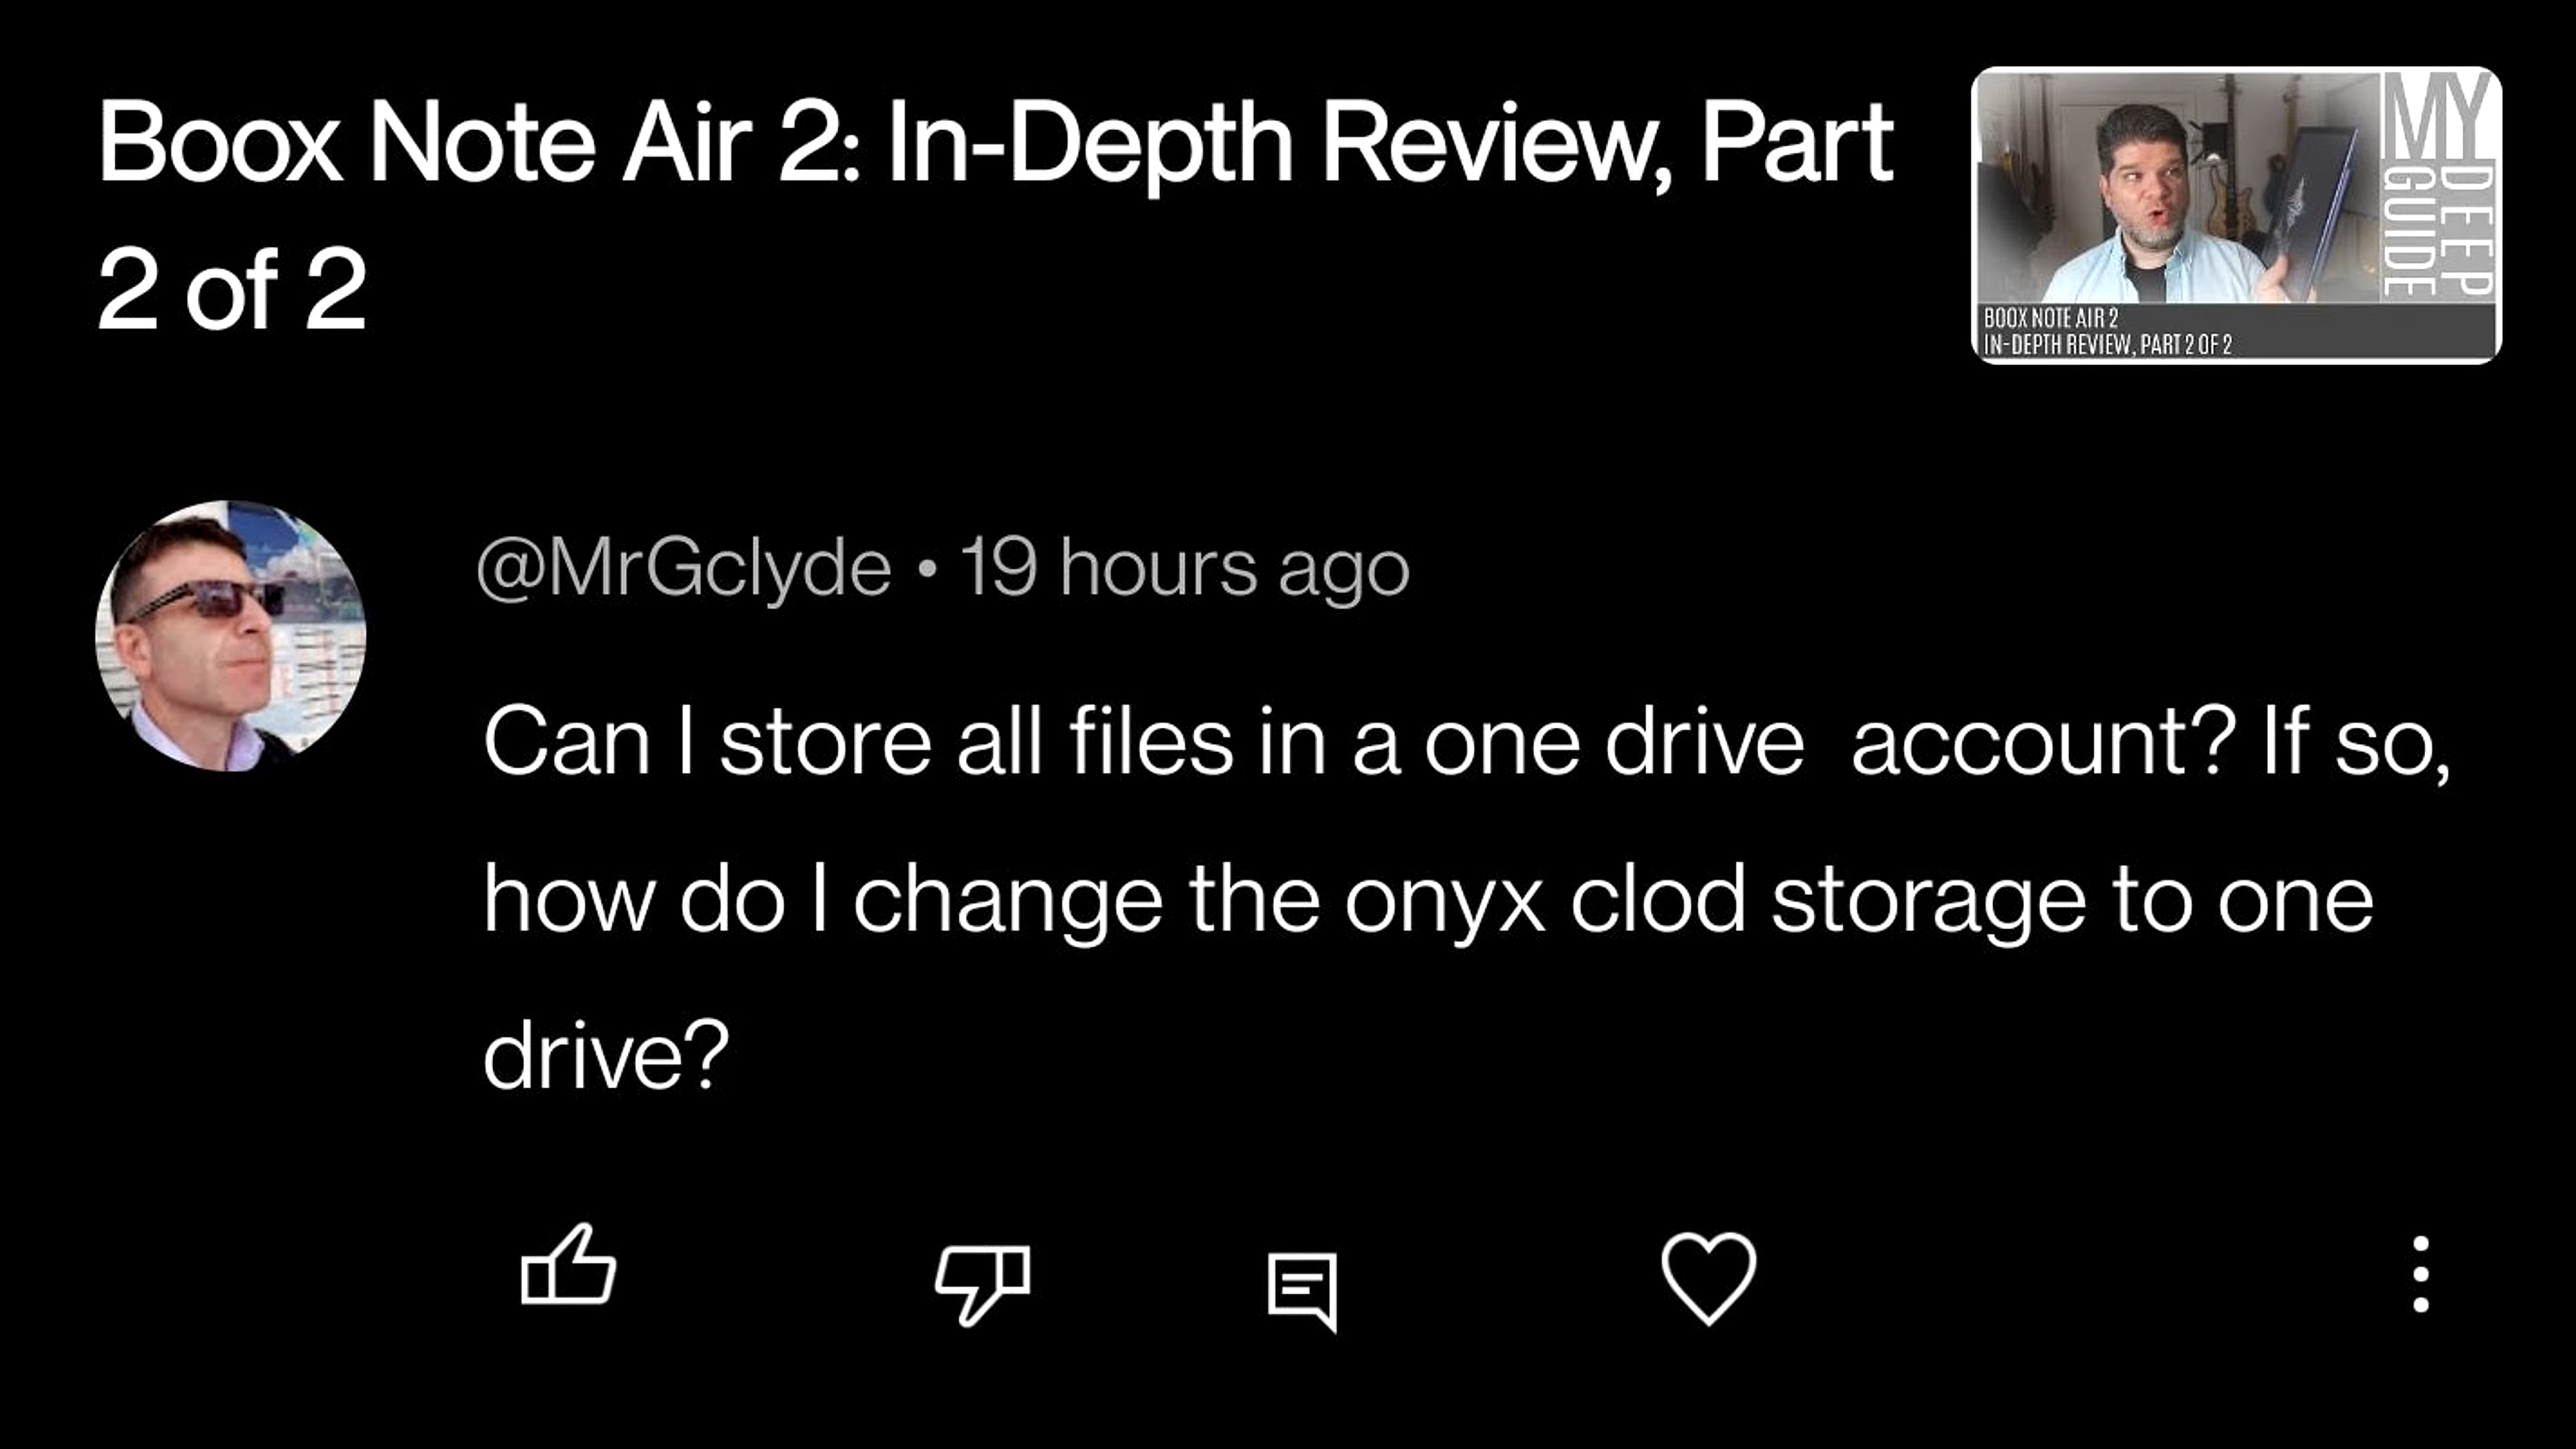 Boox Note Air 2: In-Depth Review, Part
2 of 2
MY
DEEP
GUIDE
BOOX NOTE AIR 2
IN-DEPTH REVIEW, PART 2 OF 2
@MrGclyde • 19 hours ago
Can I store all files in a one drive  account? If so,
how do I change the onyx clod storage to one
drive?